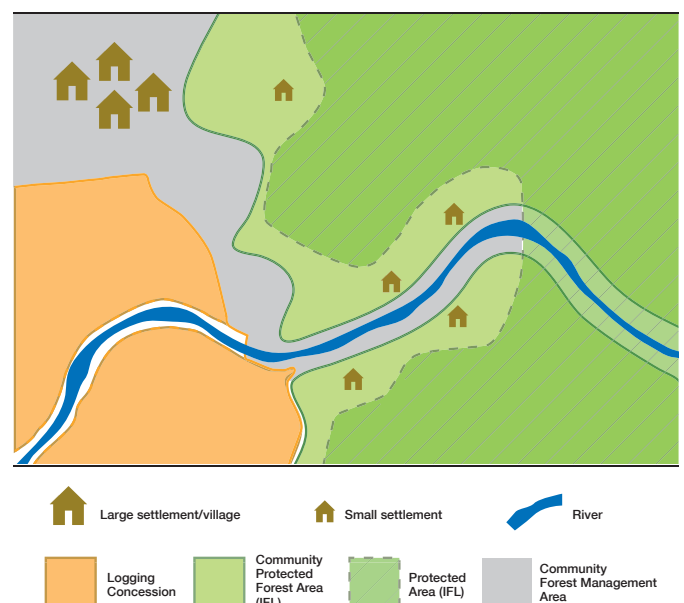 Large settlement/village
Small settlement
River
Logging
Concession
Community
Protected
Forest Area
(IFL)
Protected
Area (IFL)
Community
Forest Management
Area